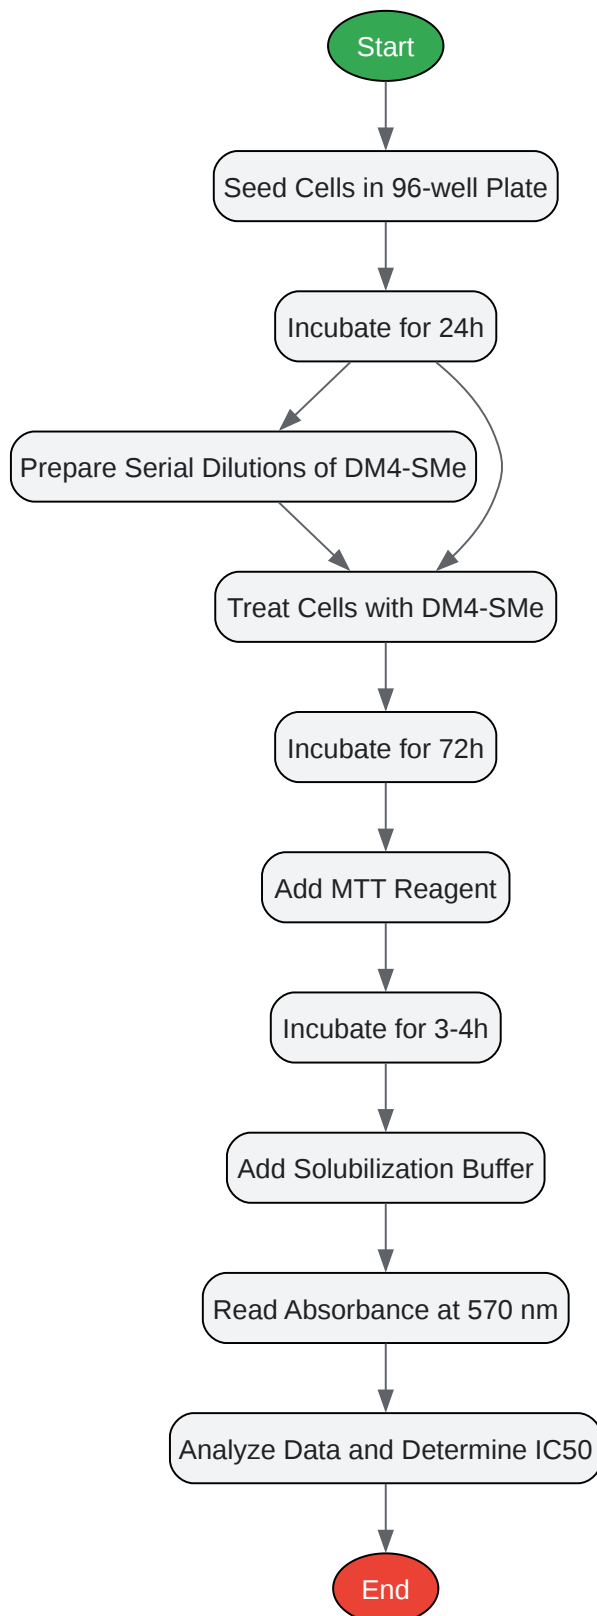 Start
Seed Cells in 96-well Plate
Incubate for 24h
Prepare Serial Dilutions of DM4-SMe
Treat Cells with DM4-SMe
Incubate for 72h
Add MTT Reagent
Incubate for 3-4h
Add Solubilization Buffer
Read Absorbance at 570 nm
Analyze Data and Determine IC50
End